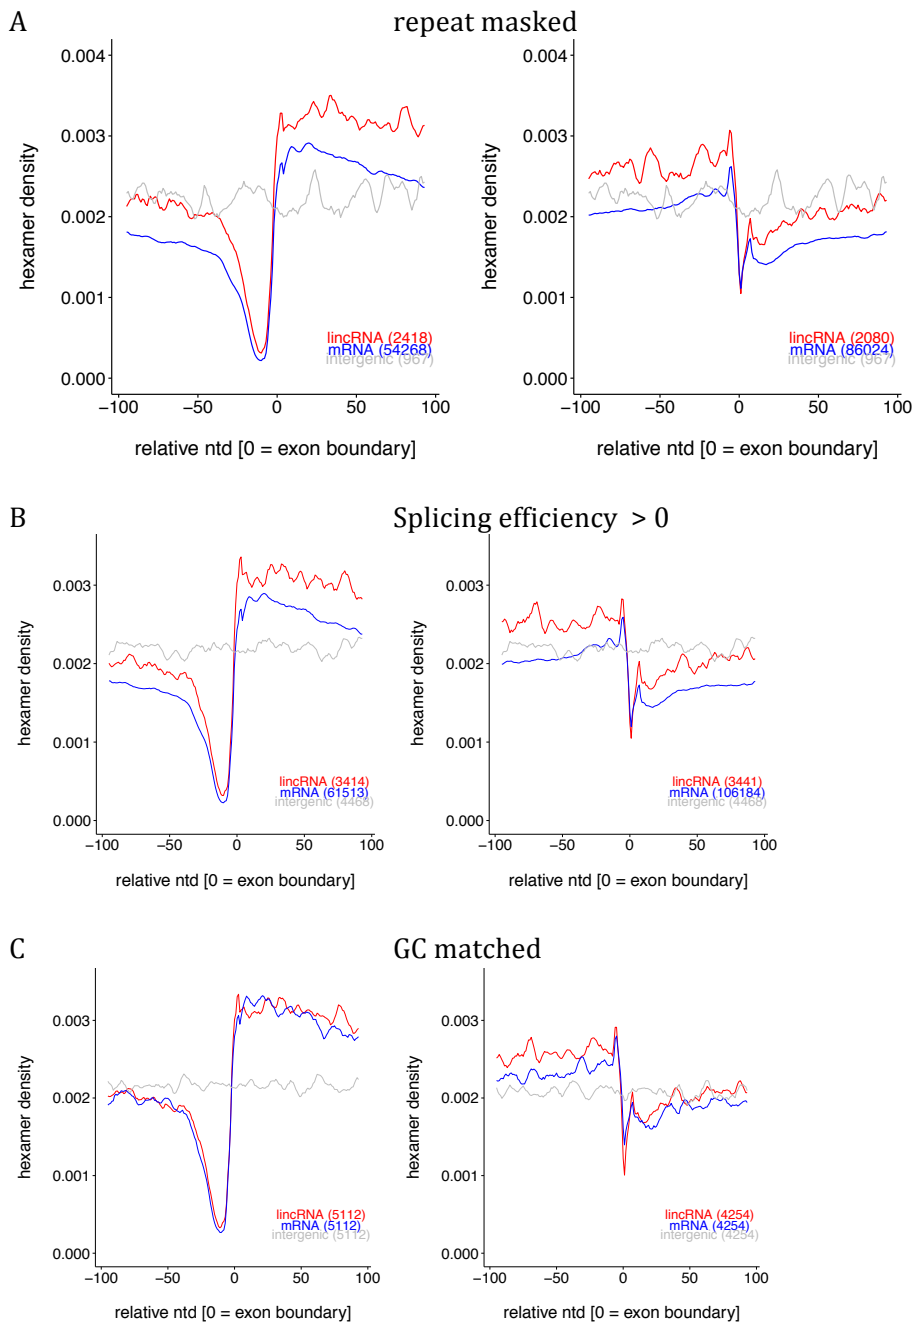 A repeat masked
hexamer density
0.004
0.003
0.002
0.001
0.000
lincRNA (2418)
mRNA (54268)
intergenic (967)
−100 −50 0 50 100
relative ntd [0 = exon boundary]
hexamer density
0.004
0.003
0.002
0.001
0.000
lincRNA (2080)
mRNA (86024)
intergenic (967)
−100 −50 0 50 100
relative ntd [0 = exon boundary]
B Splicing efficiency > 0
hexamer density
0.003
0.002
0.001
0.000
lincRNA (3414)
mRNA (61513)
intergenic (4468)
−100 −50 0 50 100
relative ntd [0 = exon boundary]
hexamer density
0.003
0.002
0.001
0.000
lincRNA (3441)
mRNA (106184)
intergenic (4468)
−100 −50 0 50 100
relative ntd [0 = exon boundary]
C GC matched
hexamer density
0.003
0.002
0.001
0.000
lincRNA (5112)
mRNA (5112)
intergenic (5112)
−100 −50 0 50 100
relative ntd [0 = exon boundary]
hexamer density
0.003
0.002
0.001
0.000
lincRNA (4254)
mRNA (4254)
intergenic (4254)
−100 −50 0 50 100
relative ntd [0 = exon boundary]